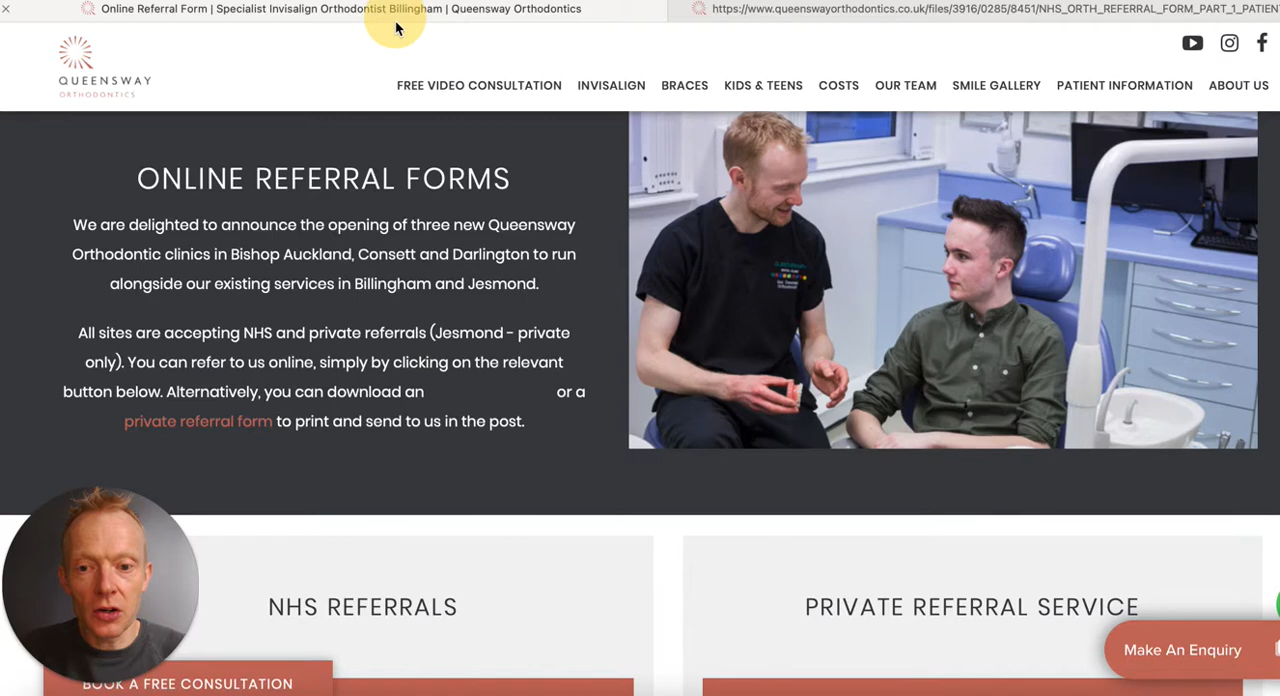 Online Referral Form | Specialist Invisalign Orthodontist Billingham | Queensway Orthodontics
https://www.queenswayorthodontics.co.uk/files/3916/0285/8451/NHS_ORTH_REFERRAL_FORM_PART_1_PATIEN
QUEENSWAY
ORTHODONTICS
FREE VIDEO CONSULTATION INVISALIGN BRACES KIDS & TEENS COSTS OUR TEAM SMILE GALLERY PATIENT INFORMATION ABOUT US
ONLINE REFERRAL FORMS
We are delighted to announce the opening of three new Queensway
Orthodontic clinics in Bishop Auckland, Consett and Darlington to run
alongside our existing services in Billingham and Jesmond.
All sites are accepting NHS and private referrals (Jesmond - private
only). You can refer to us online, simply by clicking on the relevant
button below. Alternatively, you can download an or a
private referral form to print and send to us in the post.
NHS REFERRALS
PRIVATE REFERRAL SERVICE
Make An Enquiry
BOOK A FREE CONSULTATION